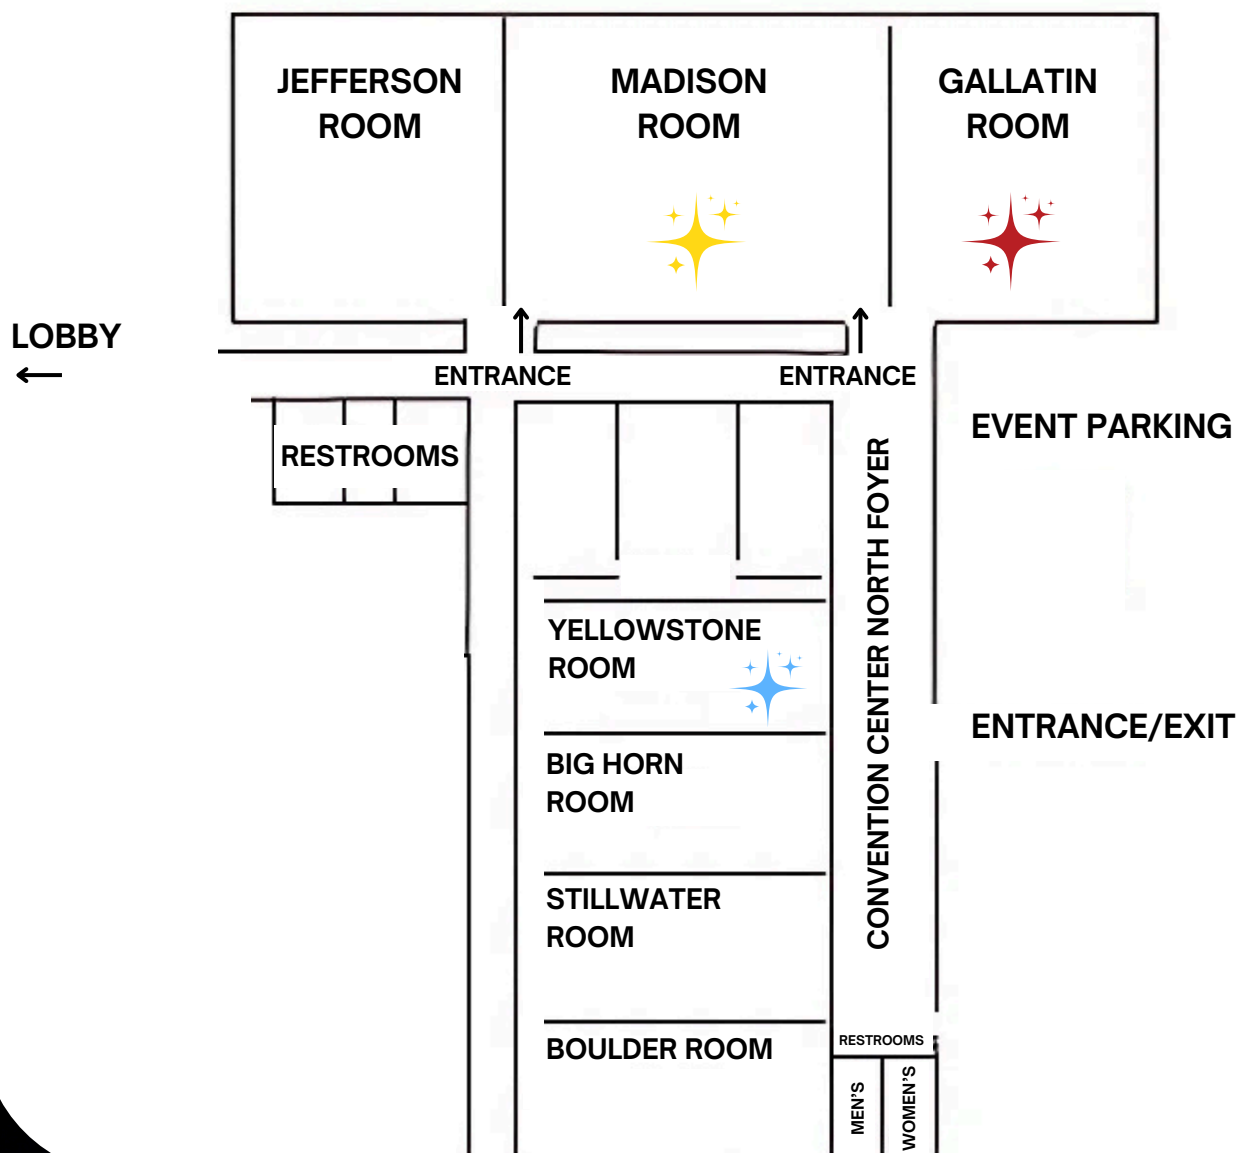 JEFFERSON
ROOM
MADISON
ROOM
GALLATIN
ROOM
LOBBY
ENTRANCE
ENTRANCE
RESTROOMS
EVENT PARKING
CONVENTION CENTER NORTH FOYER
YELLOWSTONE
ROOM
ENTRANCE/EXIT
BIG HORN
ROOM
STILLWATER
ROOM
BOULDER ROOM
RESTROOMS
MEN'S
WOMEN'S